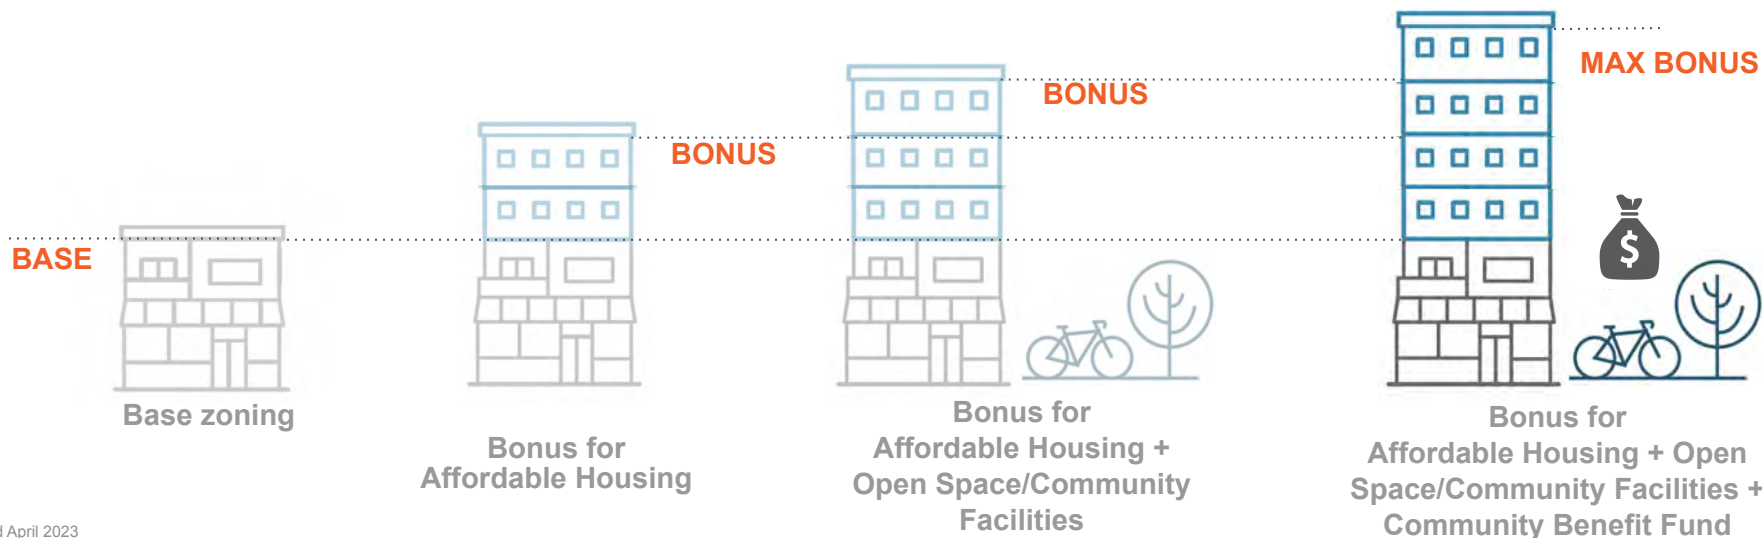 MAX BONUS
BONUS
BONUS
BASE
$
Base zoning
Bonus for
Affordable Housing
Bonus for
Affordable Housing +
Open Space/Community
Facilities
Bonus for
Affordable Housing + Open
Space/Community Facilities +
Community Benefit Fund
April 2023